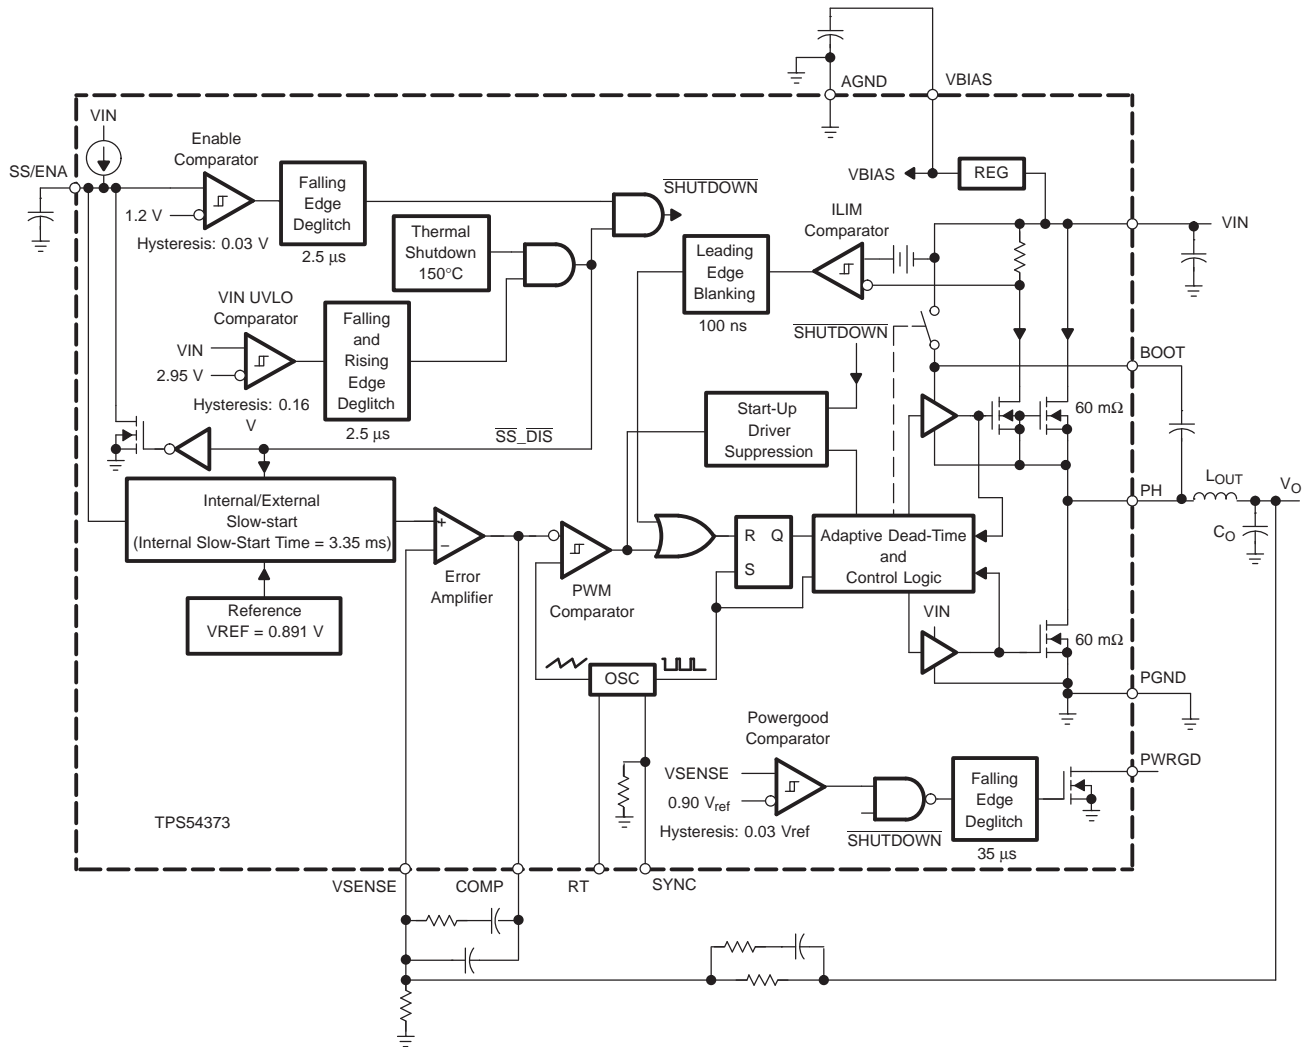 AGND
VBIAS
VIN
Enable
Comparator
SS/ENA
1.2 V
Hysteresis: 0.03 V
Falling
Edge
Deglitch
2.5 µs
SHUTDOWN
VBIAS
REG
Thermal
Shutdown
150°C
ILIM
Comparator
VIN
Leading
Edge
Blanking
100 ns
VIN UVLO
Comparator
VIN
2.95 V
Hysteresis: 0.16
V
Falling
and
Rising
Edge
Deglitch
2.5 µs
SHUTDOWN
BOOT
Start-Up
Driver
Suppression
60 mΩ
SS_DIS
Internal/External
Slow-start
(Internal Slow-Start Time = 3.35 ms)
PH
LOUT
VO
CO
+
−
Error
Amplifier
PWM
Comparator
R Q
S
Adaptive Dead-Time
and
Control Logic
Reference
VREF = 0.891 V
VIN
60 mΩ
OSC
PGND
Powergood
Comparator
VSENSE
0.90 Vref
Hysteresis: 0.03 Vref
SHUTDOWN
Falling
Edge
Deglitch
35 µs
PWRGD
TPS54373
VSENSE
COMP
RT
SYNC